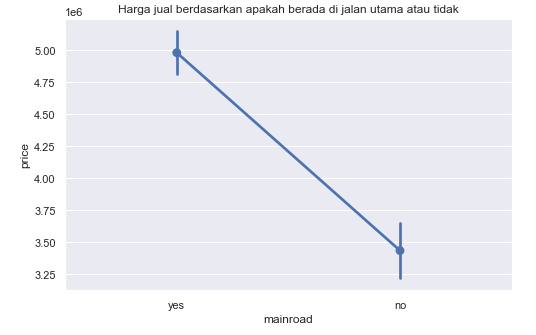 Harga jual berdasarkan apakah berada di jalan utama atau tidak
1e6
5.00
4.75
4.50
4.25
4.00
3.75
3.50
3.25
price
yes
no
mainroad